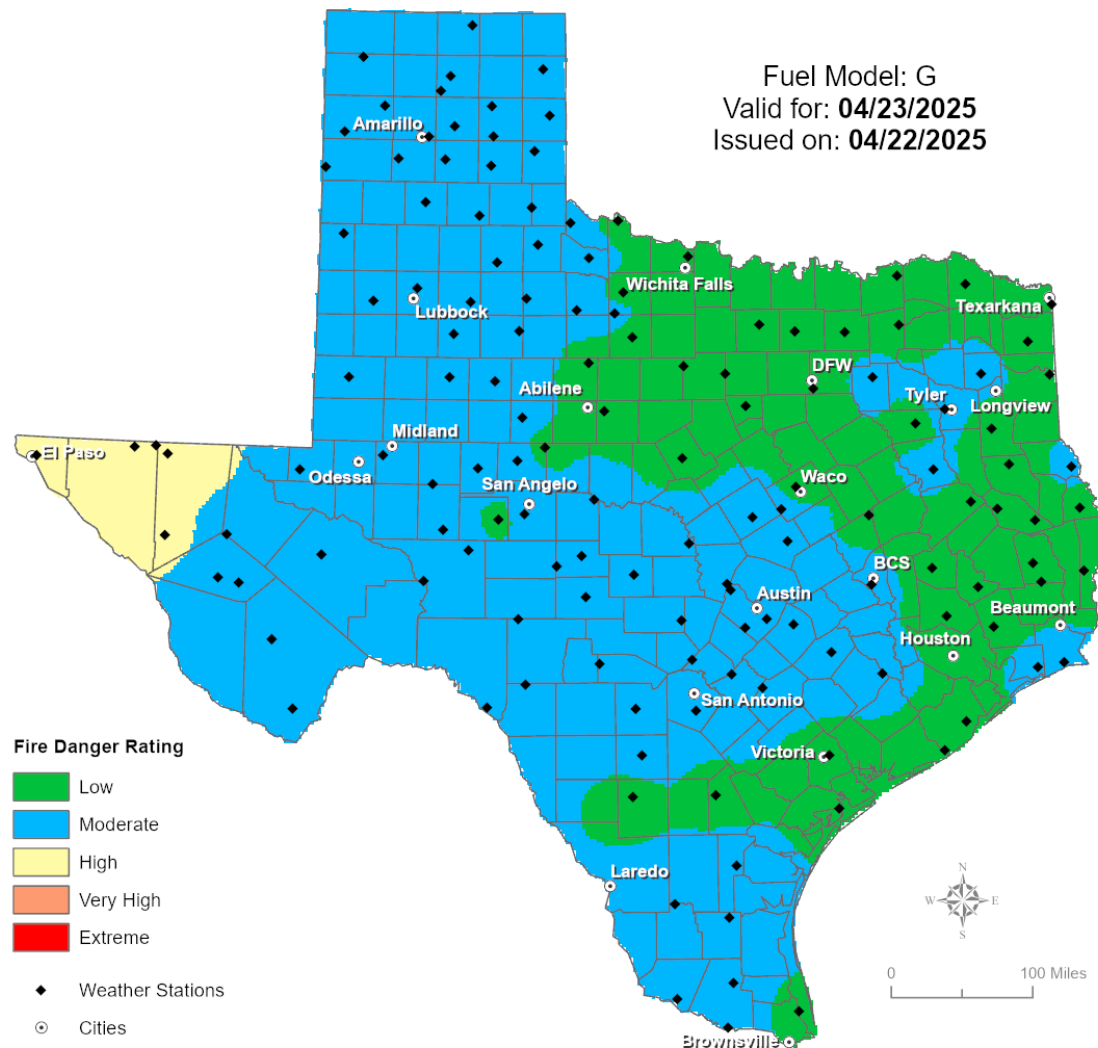 Fuel Model: G
Valid for: 04/23/2025
Issued on: 04/22/2025
Amarillo
Wichita Falls
Texarkana
Lubbock
DFW
Abilene
Tyler
Longview
Midland
El Paso
Odessa
San Angelo
Waco
BCS
Austin
Beaumont
Houston
San Antonio
Victoria
Laredo
Brownsville
Fire Danger Rating
Low
Moderate
High
Very High
Extreme
Weather Stations
Cities
N
W E
S
0 100 Miles